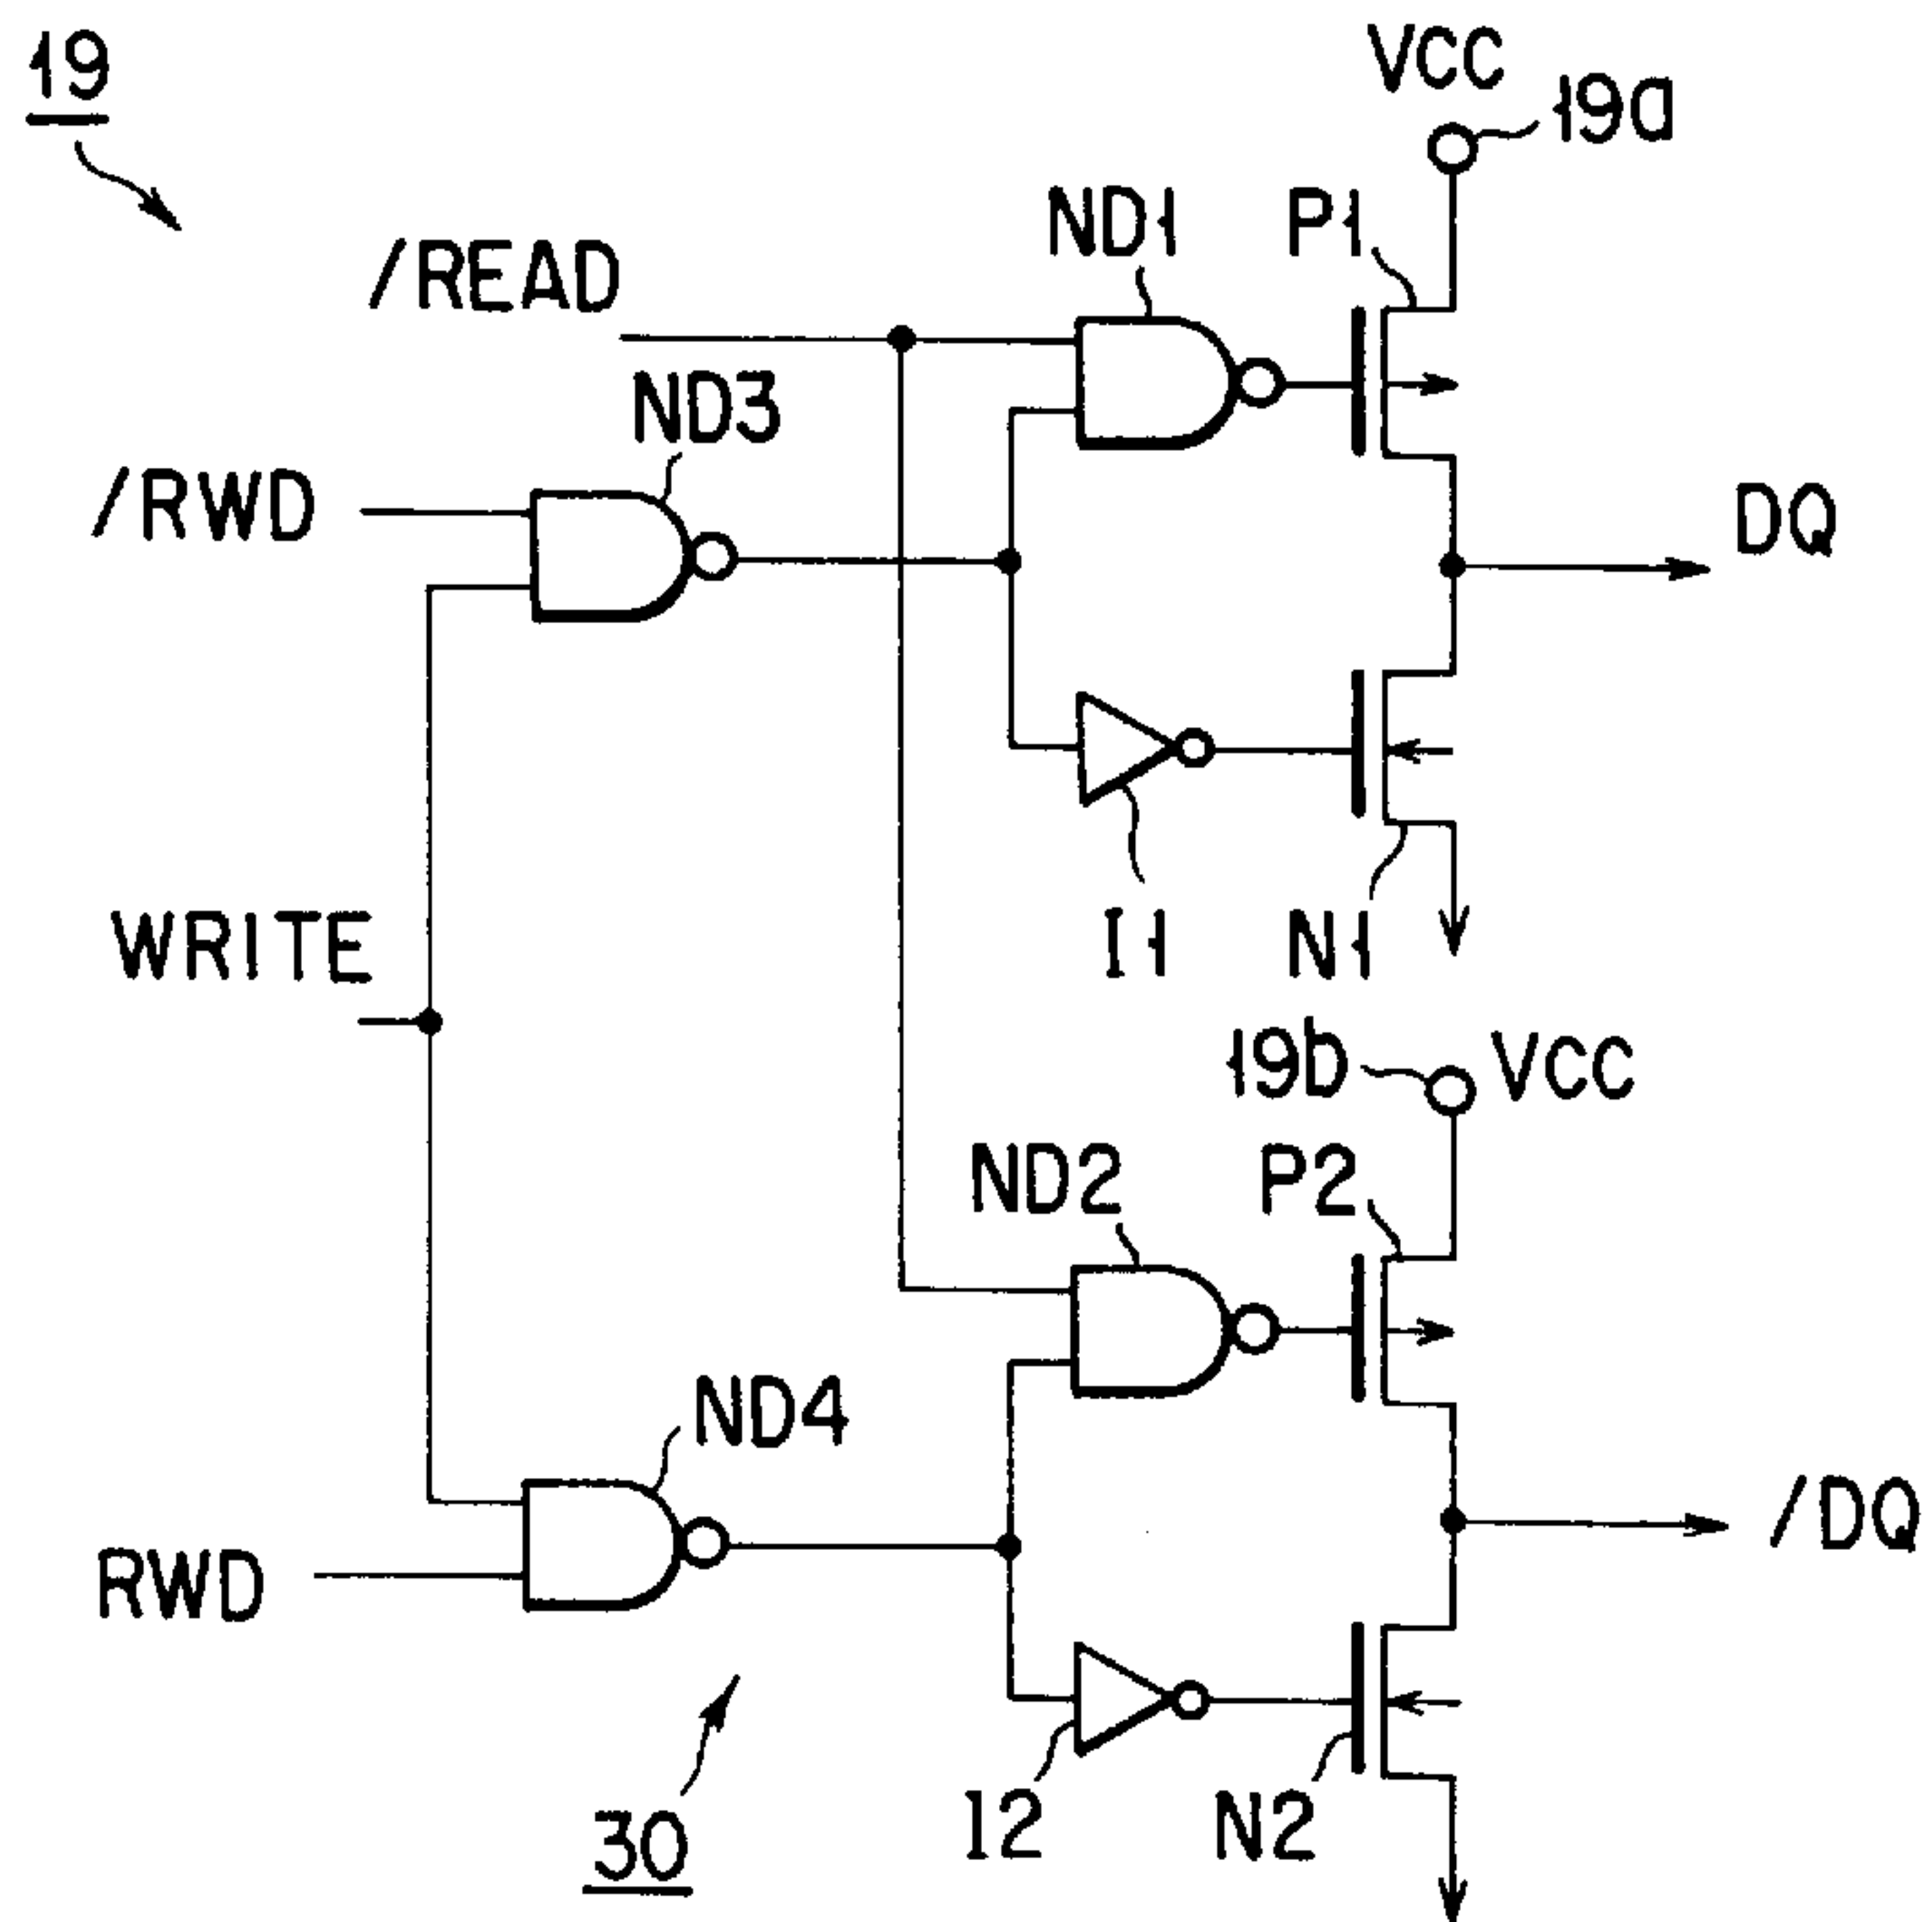 19
VCC
19a
ND1
P1
/READ
ND3
/RWD
DQ
WRITE
I1
N1
19b
VCC
ND2
P2
ND4
/DQ
RWD
I2
N2
30